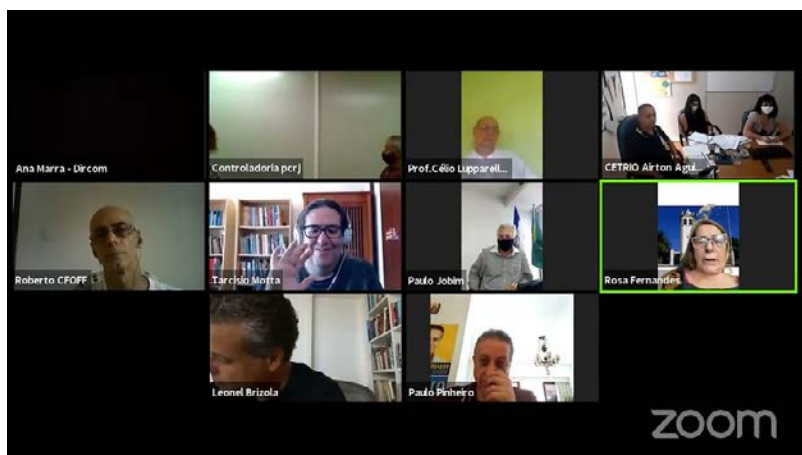 Ana Marra - Dircom
Controladoria pcrj
Prof.Célio Lupparell...
CETRIO Airton Agui...
Roberto CFOFF
Tarcisio Motta
Paulo Jobim
Rosa Fernandes
Leonel Brizola
Paulo Pinheiro
zoom